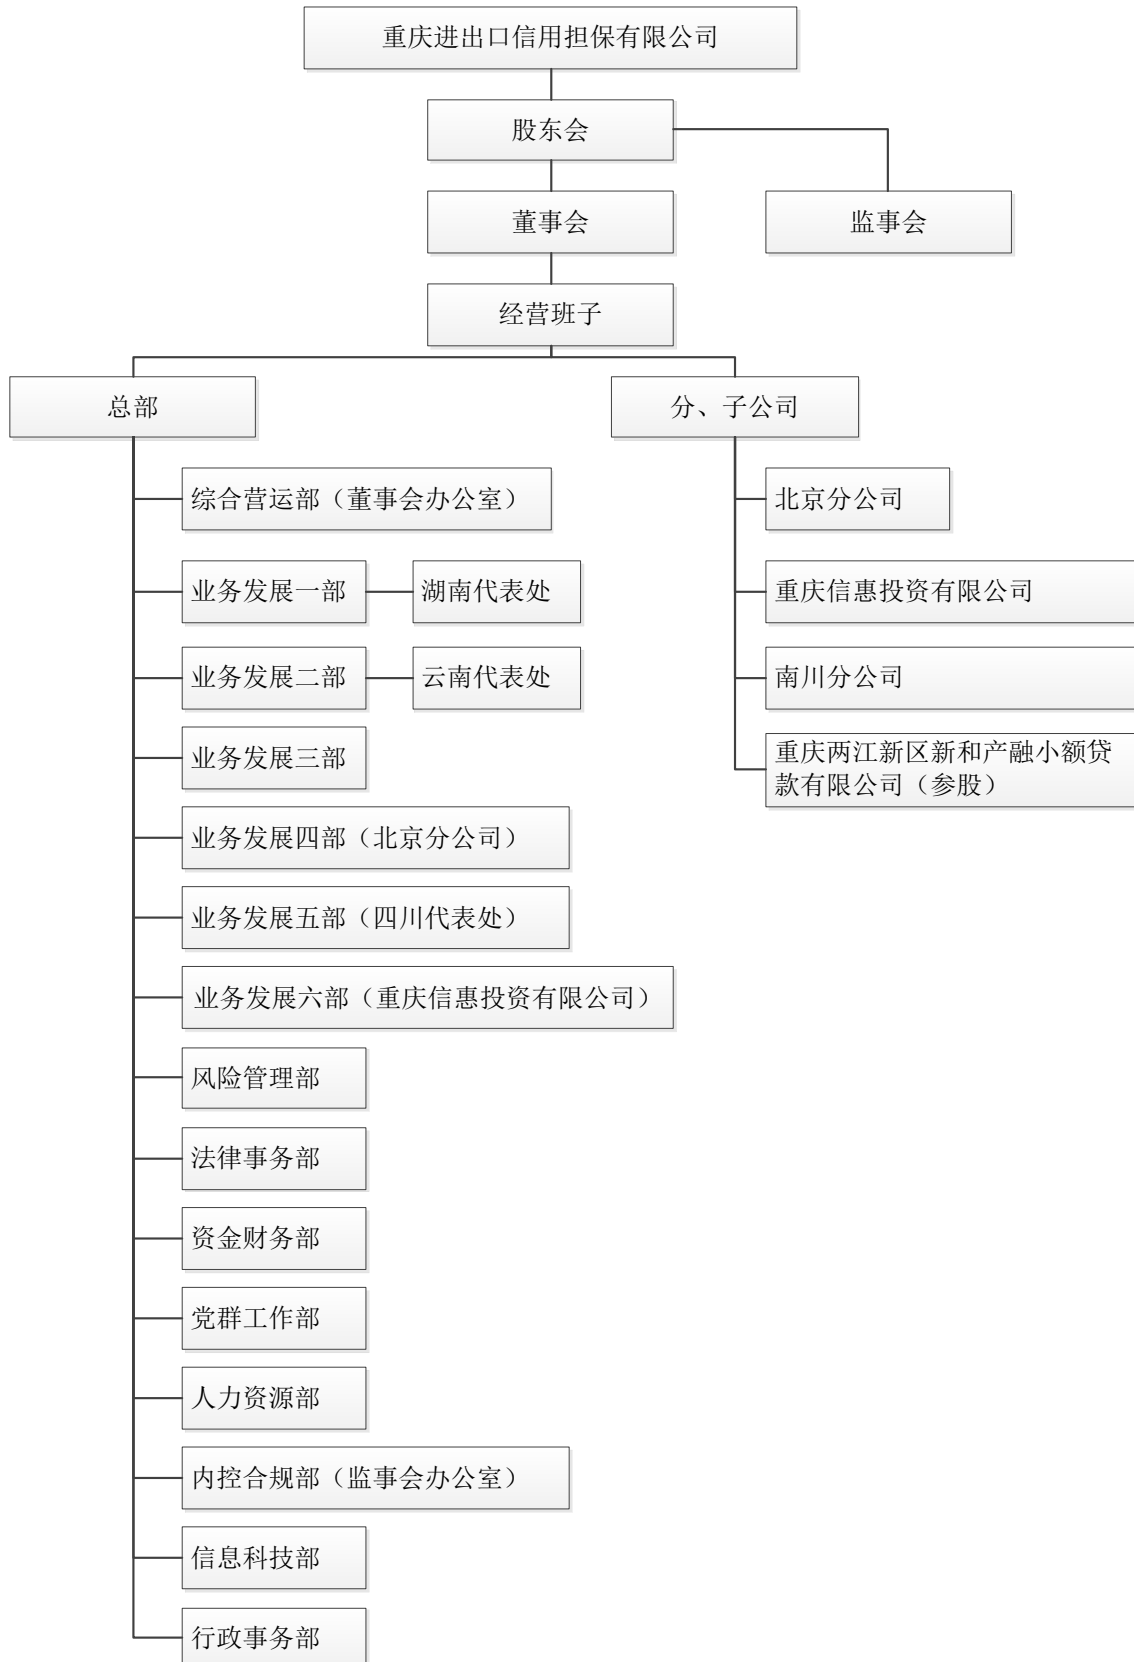 重庆进出口信用担保有限公司
股东会
董事会
监事会
经营班子
总部
分、子公司
综合营运部（董事会办公室）
北京分公司
业务发展一部
湖南代表处
重庆信惠投资有限公司
业务发展二部
云南代表处
南川分公司
业务发展三部
重庆两江新区新和产融小额贷
款有限公司（参股）
业务发展四部（北京分公司）
业务发展五部（四川代表处）
业务发展六部（重庆信惠投资有限公司）
风险管理部
法律事务部
资金财务部
党群工作部
人力资源部
内控合规部（监事会办公室）
信息科技部
行政事务部